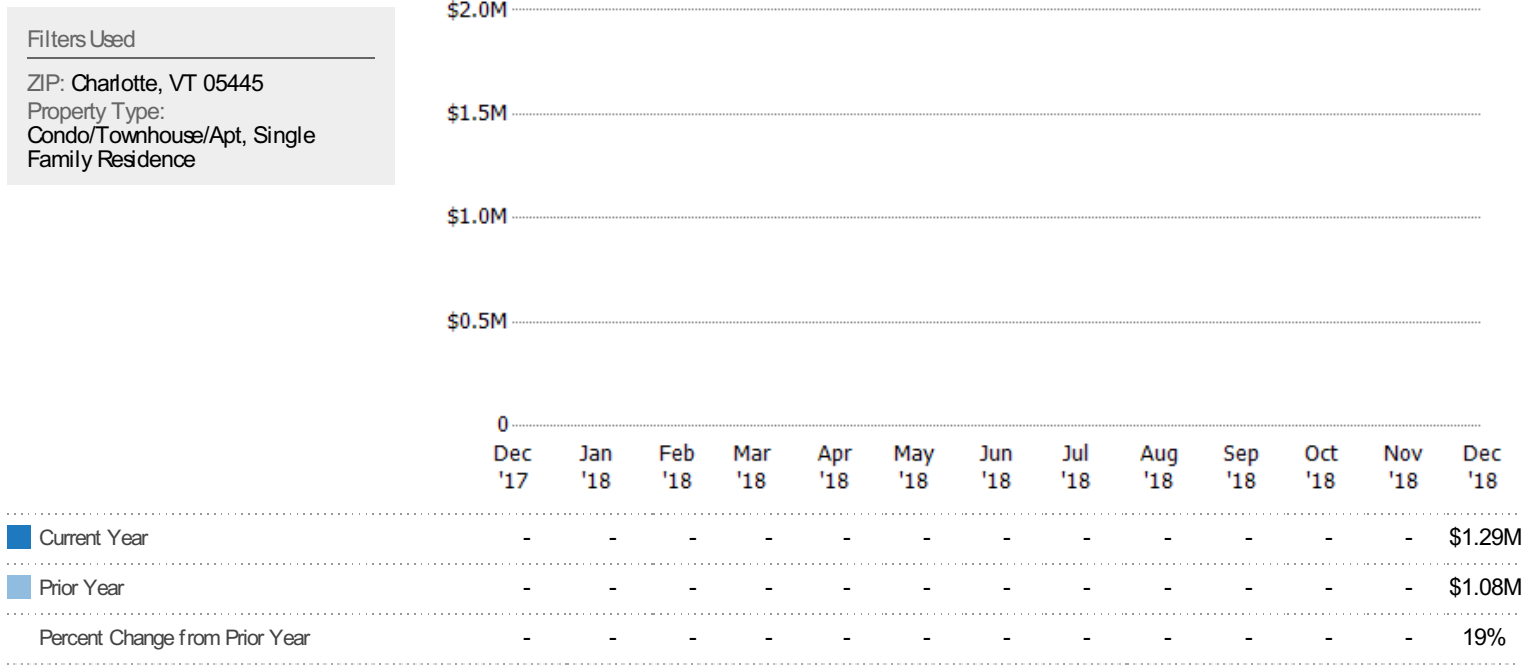 Filters Used
ZIP: Charlotte, VT 05445
Property Type:
Condo/Townhouse/Apt, Single
Family Residence
$2.0M
$1.5M
$1.0M
$0.5M
0
Dec Jan Feb Mar Apr May Jun Jul Aug Sep Oct Nov Dec
'17 '18 '18 '18 '18 '18 '18 '18 '18 '18 '18 '18 '18
Current Year - - - - - - - - - - - - $1.29M
Prior Year - - - - - - - - - - - - $1.08M
Percent Change from Prior Year - - - - - - - - - - - - 19%